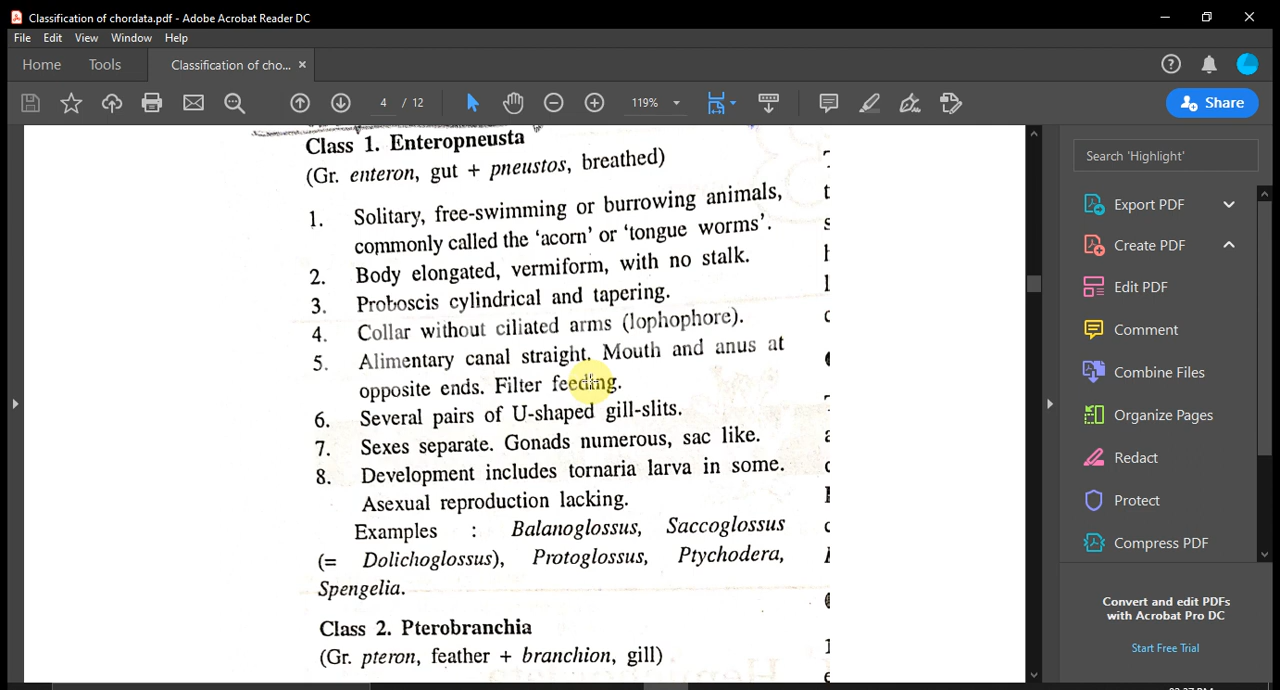 Classification of chordata.pdf - Adobe Acrobat Reader DC
File Edit View Window Help
Home Tools Classification of cho... ×
4 / 12 119% Share
Class 1. Enteropneusta
(Gr. enteron, gut + pneustos, breathed)
1. Solitary, free-swimming or burrowing animals,
commonly called the ‘acorn’ or ‘tongue worms’.
2. Body elongated, vermiform, with no stalk.
3. Proboscis cylindrical and tapering.
4. Collar without ciliated arms (lophophore).
5. Alimentary canal straight. Mouth and anus at
opposite ends. Filter feeding.
6. Several pairs of U-shaped gill-slits.
7. Sexes separate. Gonads numerous, sac like.
8. Development includes tornaria larva in some.
Asexual reproduction lacking.
Examples : Balanoglossus, Saccoglossus
(= Dolichoglossus), Protoglossus, Ptychodera,
Spengelia.
Class 2. Pterobranchia
(Gr. pteron, feather + branchion, gill)
Search 'Highlight'
Export PDF
Create PDF
Edit PDF
Comment
Combine Files
Organize Pages
Redact
Protect
Compress PDF
Convert and edit PDFs
with Acrobat Pro DC
Start Free Trial